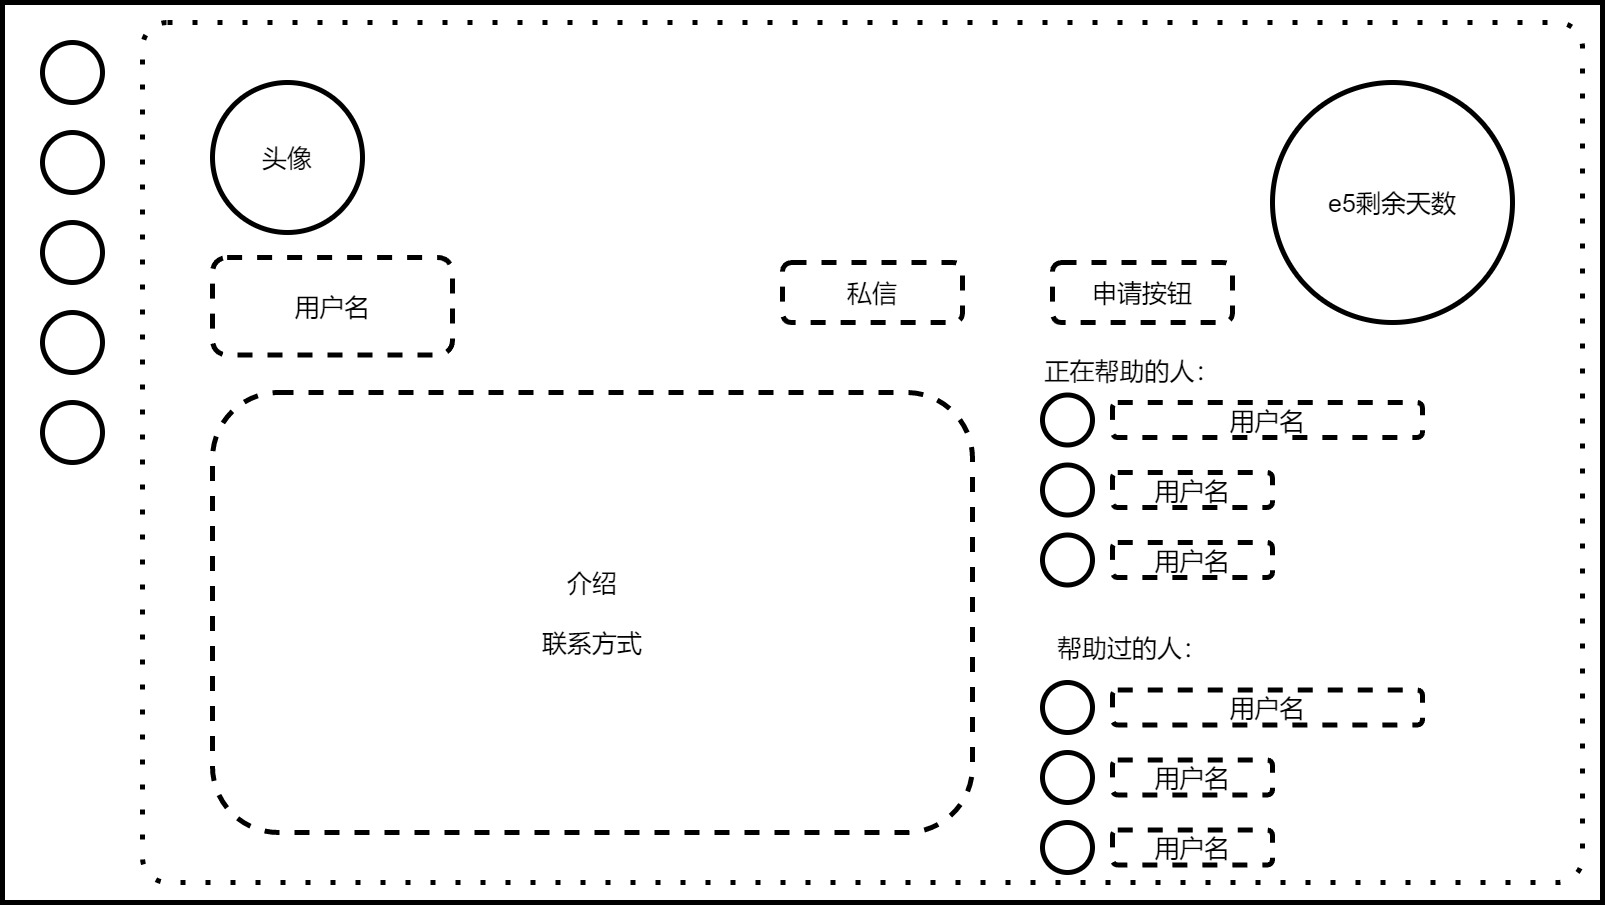 头像
e5剩余天数
用户名
私信
申请按钮
正在帮助的人：
用户名
用户名
用户名
介绍
联系方式
帮助过的人：
用户名
用户名
用户名